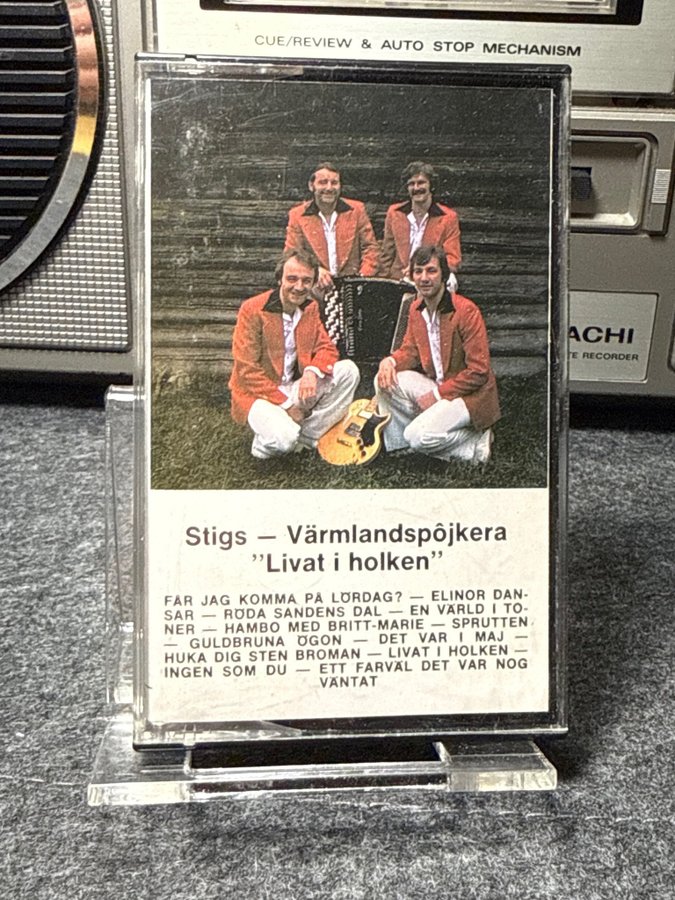 CUE/REVIEW & AUTO STOP MECHANISM
ACHI
RECORDER
Stigs – Värmlandspôjkera
"Livat i holken"
FÅR JAG KOMMA PÅ LÖRDAG? – ELINOR DAN-
SAR – RÖDA SANDENS DAL – EN VÄRLD I TO-
NER – HAMBO MED BRITT-MARIE – SPRUTTEN
– GULDBRUNA ÖGON – DET VAR I MAJ –
HUKA DIG STEN BROMAN – LIVAT I HOLKEN –
INGEN SOM DU – ETT FARVÄL DET VAR NOG
VÄNTAT